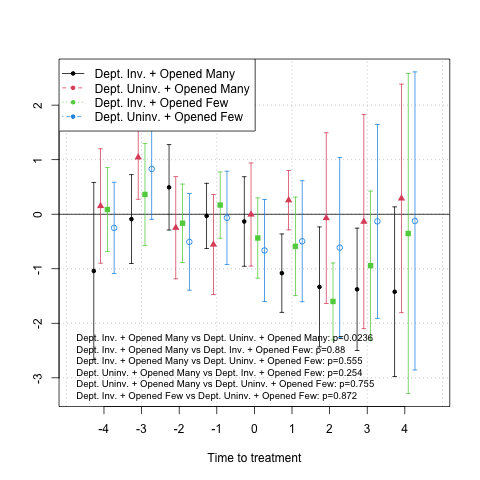 Dept. Inv. + Opened Many
Dept. Uninv. + Opened Many
Dept. Inv. + Opened Few
Dept. Uninv. + Opened Few
2
1
0
-1
-2
-3
Dept. Inv. + Opened Many vs Dept. Uninv. + Opened Many: p=0.0236
Dept. Inv. + Opened Many vs Dept. Inv. + Opened Few: p=0.88
Dept. Inv. + Opened Many vs Dept. Uninv. + Opened Few: p=0.555
Dept. Uninv. + Opened Many vs Dept. Inv. + Opened Few: p=0.254
Dept. Uninv. + Opened Many vs Dept. Uninv. + Opened Few: p=0.755
Dept. Inv. + Opened Few vs Dept. Uninv. + Opened Few: p=0.872
-4 -3 -2 -1 0 1 2 3 4
Time to treatment